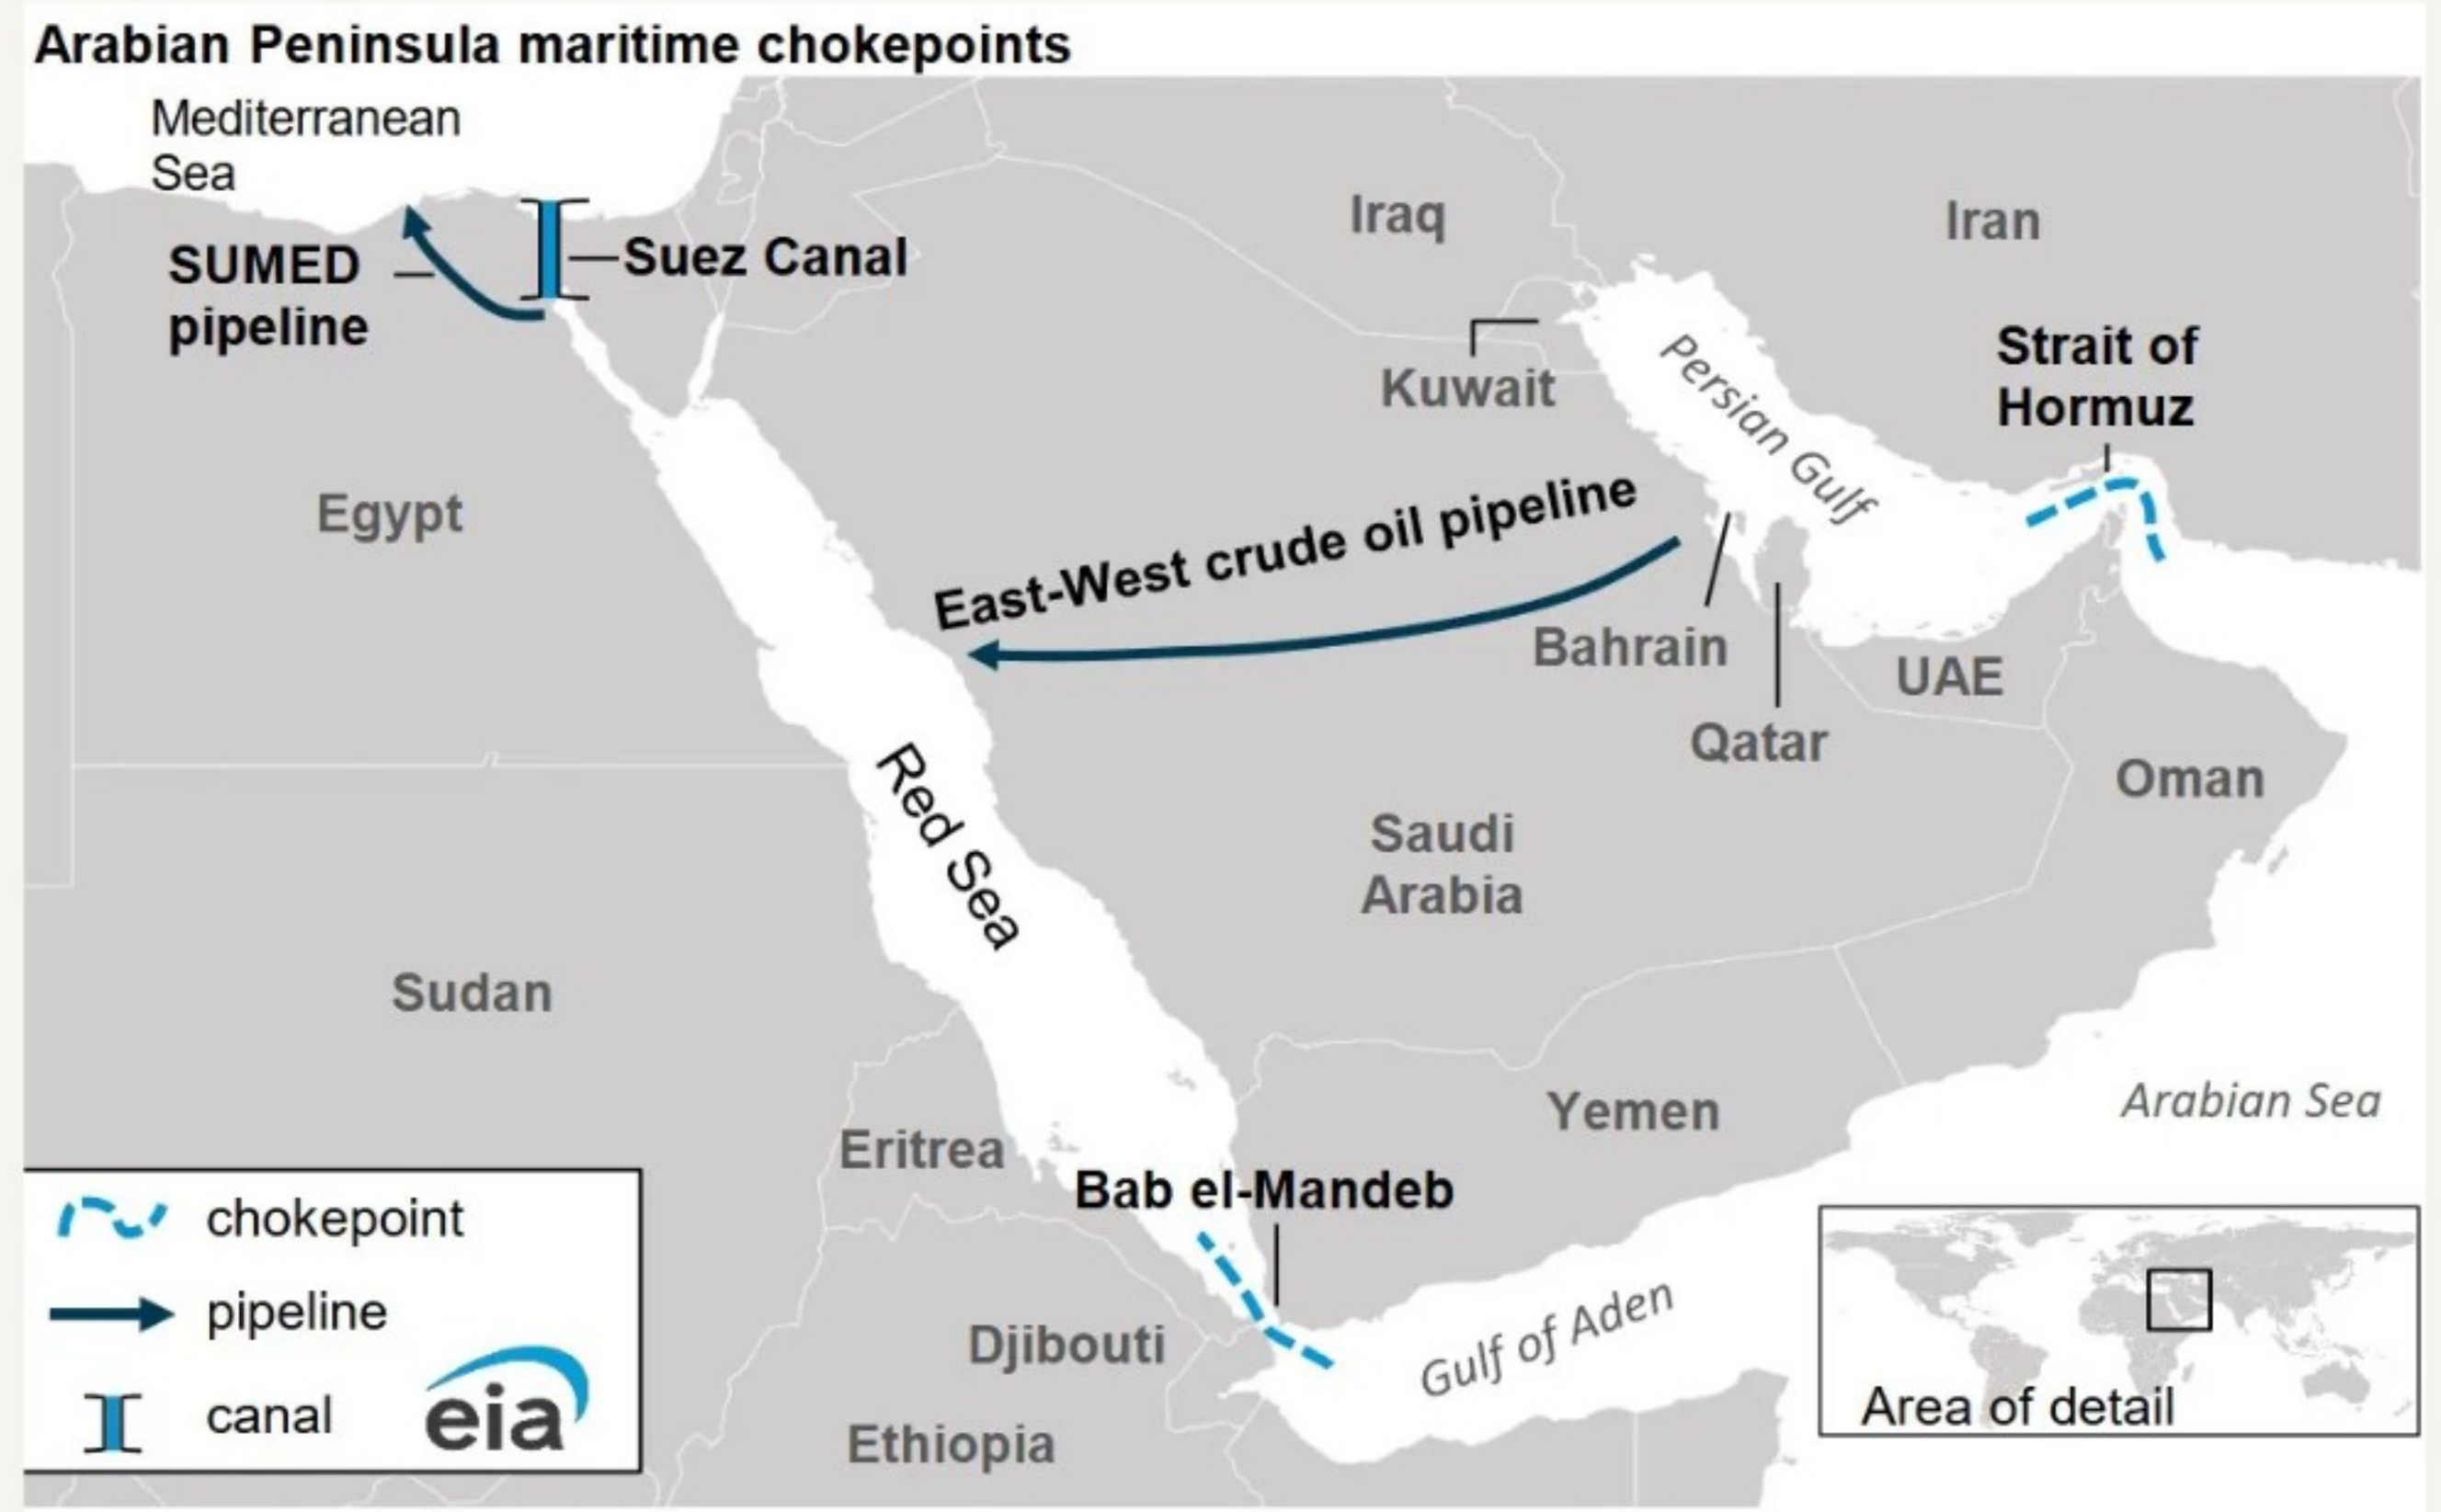 Arabian Peninsula maritime chokepoints
Mediterranean
Sea
SUMED
pipeline
Suez Canal
Iraq
Iran
Kuwait
Persian Gulf
Strait of
Hormuz
Egypt
East-West crude oil pipeline
Bahrain
UAE
Qatar
Oman
Red Sea
Saudi
Arabia
Sudan
Yemen
Arabian Sea
Eritrea
Bab el-Mandeb
Djibouti
Gulf of Aden
Ethiopia
chokepoint
pipeline
canal
eia
Area of detail